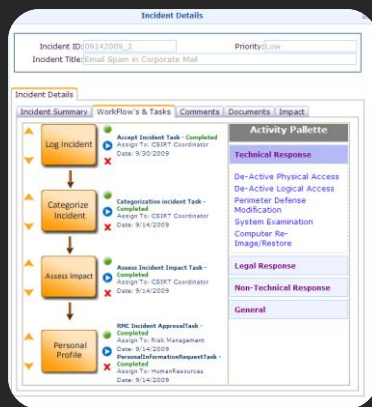 Incident Details
Incident ID: 09142009_2 Priority: Low
Incident Title: Email Spam in Corporate Mail
Incident Details
Incident Summary WorkFlow's & Tasks Comments Documents Impact
Log Incident
Accept Incident Task - Completed
Assign To: CSIRT Coordinator
Date: 9/30/2009
Categorize
Incident
Categorization incident Task -
Completed
Assign To: CSIRT Coordinator
Date: 9/14/2009
Assess Impact
Assess Incident Impact Task -
Completed
Assign To: CSIRT Coordinator
Date: 9/14/2009
Personal
Profile
RMC Incident ApprovalTask -
Completed
Assign To: Risk Management
Date: 9/14/2009
PersonalInformationRequestTask -
Completed
Assign To: HumanResources
Date: 9/14/2009
Activity Pallette
Technical Response
De-Active Physical Access
De-Active Logical Access
Perimeter Defense
Modification
System Examination
Computer Re-
Image/Restore
Legal Response
Non-Technical Response
General